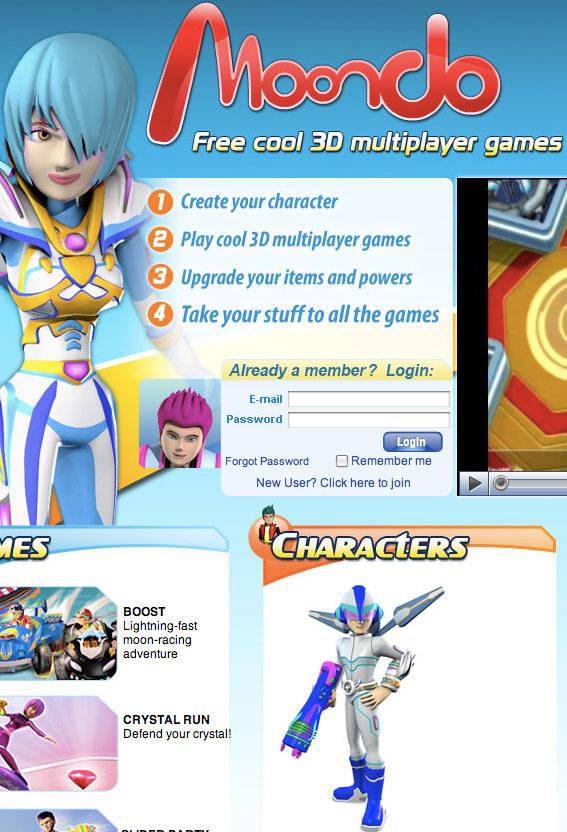 Moondo
Free cool 3D multiplayer games
1 Create your character
2 Play cool 3D multiplayer games
3 Upgrade your items and powers
4 Take your stuff to all the games
Already a member? Login:
E-mail
Password
Login
Forgot Password Remember me
New User? Click here to join
MES
BOOST
Lightning-fast
moon-racing
adventure
CRYSTAL RUN
Defend your crystal!
CHARACTERS